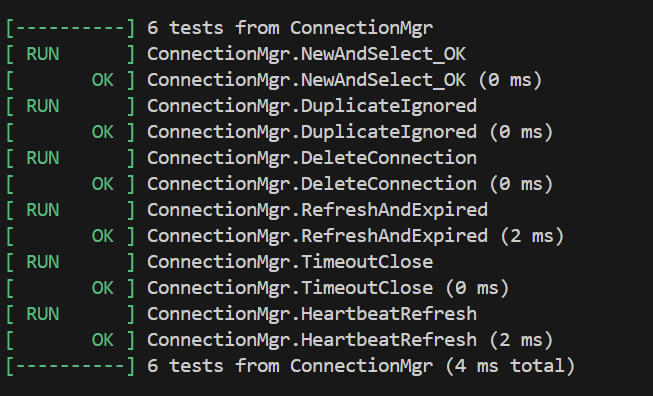 [----------] 6 tests from ConnectionMgr
[ RUN      ] ConnectionMgr.NewAndSelect_OK
[       OK ] ConnectionMgr.NewAndSelect_OK (0 ms)
[ RUN      ] ConnectionMgr.DuplicateIgnored
[       OK ] ConnectionMgr.DuplicateIgnored (0 ms)
[ RUN      ] ConnectionMgr.DeleteConnection
[       OK ] ConnectionMgr.DeleteConnection (0 ms)
[ RUN      ] ConnectionMgr.RefreshAndExpired
[       OK ] ConnectionMgr.RefreshAndExpired (2 ms)
[ RUN      ] ConnectionMgr.TimeoutClose
[       OK ] ConnectionMgr.TimeoutClose (0 ms)
[ RUN      ] ConnectionMgr.HeartbeatRefresh
[       OK ] ConnectionMgr.HeartbeatRefresh (2 ms)
[----------] 6 tests from ConnectionMgr (4 ms total)